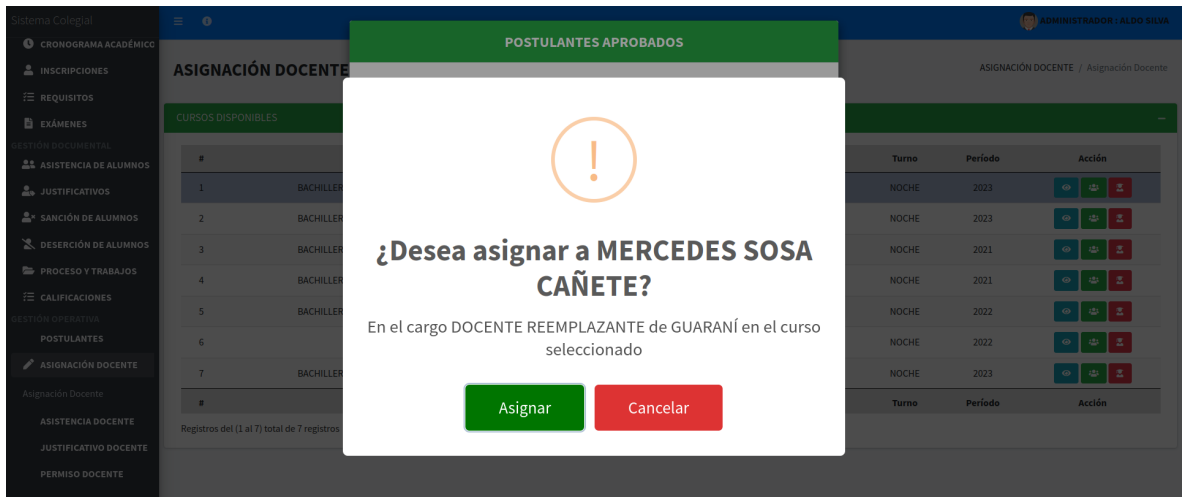 Sistema Colegial
ADMINISTRADOR : ALDO SILVA
CRONOGRAMA ACADÉMICO
INSCRIPCIONES
REQUISITOS
EXÁMENES
GESTIÓN DOCUMENTAL
ASISTENCIA DE ALUMNOS
JUSTIFICATIVOS
SANCIÓN DE ALUMNOS
DESERCIÓN DE ALUMNOS
PROCESO Y TRABAJOS
CALIFICACIONES
GESTIÓN OPERATIVA
POSTULANTES
ASIGNACIÓN DOCENTE
Asignación Docente
ASISTENCIA DOCENTE
JUSTIFICATIVO DOCENTE
PERMISO DOCENTE
ASIGNACIÓN DOCENTE
ASIGNACIÓN DOCENTE / Asignación Docente
CURSOS DISPONIBLES
# Turno Período Acción
1 BACHILLER NOCHE 2023
2 BACHILLER NOCHE 2023
3 BACHILLER NOCHE 2021
4 BACHILLER NOCHE 2021
5 BACHILLER NOCHE 2022
6 NOCHE 2022
7 BACHILLER NOCHE 2023
# Turno Período Acción
Registros del (1 al 7) total de 7 registros
POSTULANTES APROBADOS
¿Desea asignar a MERCEDES SOSA
CAÑETE?
En el cargo DOCENTE REEMPLAZANTE de GUARANÍ en el curso
seleccionado
Asignar Cancelar